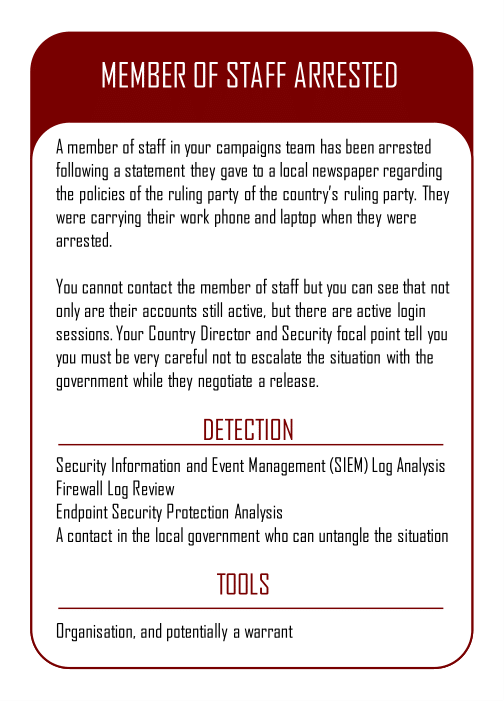 MEMBER OF STAFF ARRESTED
A member of staff in your campaigns team has been arrested
following a statement they gave to a local newspaper regarding
the policies of the ruling party of the country's ruling party. They
were carrying their work phone and laptop when they were
arrested.
You cannot contact the member of staff but you can see that not
only are their accounts still active, but there are active login
sessions. Your Country Director and Security focal point tell you
you must be very careful not to escalate the situation with the
government while they negotiate a release.
DETECTION
Security Information and Event Management (SIEM) Log Analysis
Firewall Log Review
Endpoint Security Protection Analysis
A contact in the local government who can untangle the situation
TOOLS
Organisation, and potentially a warrant